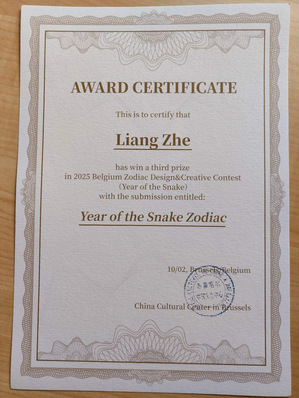 AWARD CERTIFICATE
This is to certify that
Liang Zhe
has win a third prize
in 2025 Belgium Zodiac Design&Creative Contest
(Year of the Snake)
with the submission entitled:
Year of the Snake Zodiac
10/02, Brussels/Belgium
China Cultural Center in Brussels